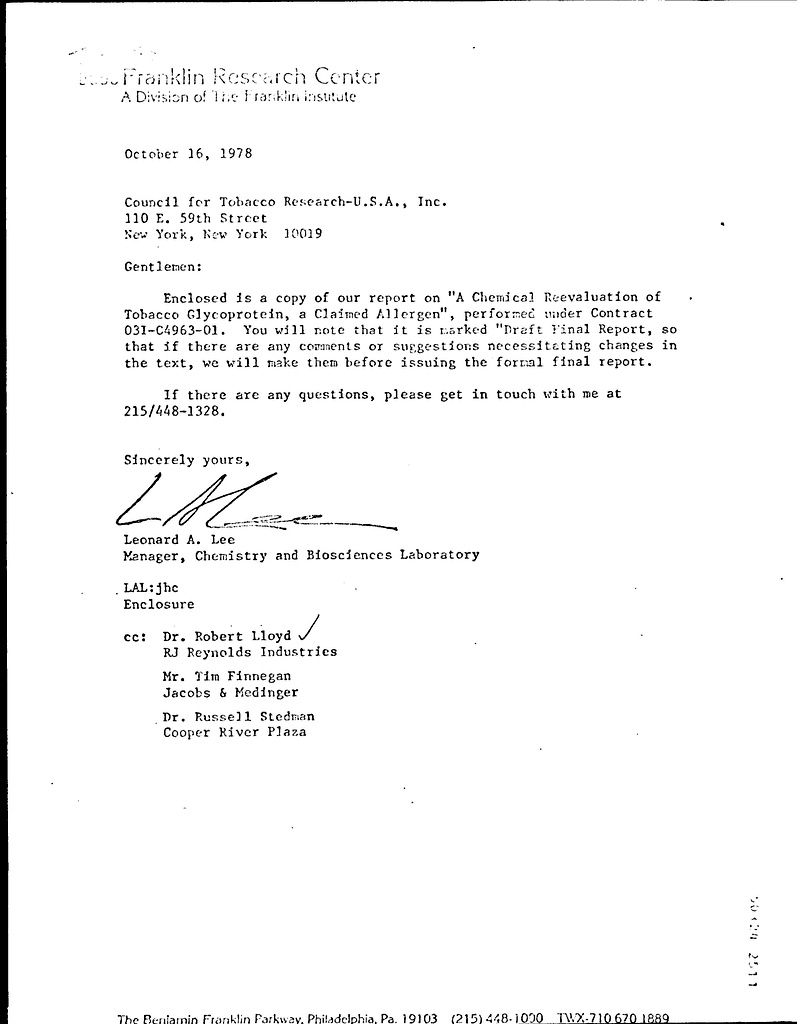 Franklin Research Center
A Division of The Franklin Institute
October 16, 1978
Council for Tobacco Research-U.S.A., Inc.
110 E. 59th Street
New York, New York 10019
Gentlemen:
Enclosed is a copy of our report on "A Chemical Reevaluation of
Tobacco Glycoprotein, a Claimed Allergen", performed under Contract
031-C4963-01. You will note that it is marked "Draft Final Report, so
that if there are any comments or suggestions necessitating changes in
the text, we will make them before issuing the formal final report.
If there are any questions, please get in touch with me at
215/448-1328.
Sincerely yours,
Leonard A. Lee
Manager, Chemistry and Biosciences Laboratory
LAL:jhc
Enclosure
cc: Dr. Robert Lloyd
RJ Reynolds Industries
Mr. Tim Finnegan
Jacobs & Medinger
Dr. Russell Stedman
Cooper River Plaza
The Benjamin Franklin Parkway, Philadelphia, Pa. 19103 (215) 448-1000 TWX-710 670 1889